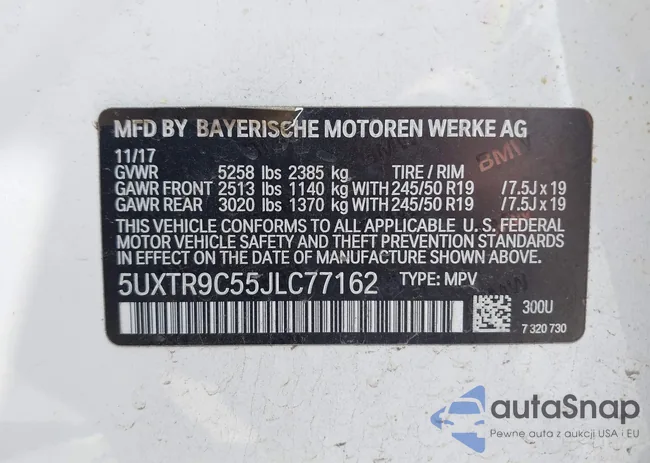 MFD BY BAYERISCHE MOTOREN WERKE AG
11/17
GVWR 5258 lbs 2385 kg TIRE / RIM
GAWR FRONT 2513 lbs 1140 kg WITH 245/50 R19 / 7.5J x 19
GAWR REAR 3020 lbs 1370 kg WITH 245/50 R19 / 7.5J x 19
THIS VEHICLE CONFORMS TO ALL APPLICABLE U. S. FEDERAL
MOTOR VEHICLE SAFETY AND THEFT PREVENTION STANDARDS
IN EFFECT ON THE DATE OF MANUFACTURE SHOWN ABOVE.
5UXTR9C55JLC77162 TYPE: MPV
300U
7 320 730
BMW
autaSnap
Pewne auta z aukcji USA i EU